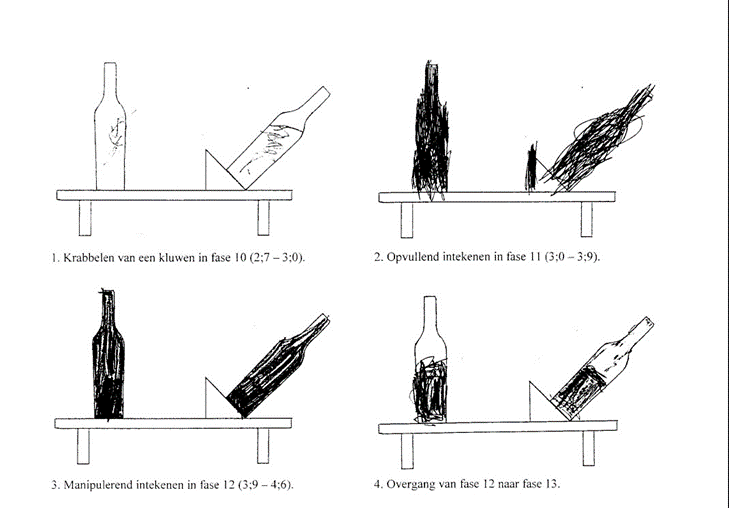 1. Krabbelen van een kluwen in fase 10 (2;7 – 3;0).
2. Opvullend intekenen in fase 11 (3;0 – 3;9).
3. Manipulerend intekenen in fase 12 (3;9 – 4;6).
4. Overgang van fase 12 naar fase 13.